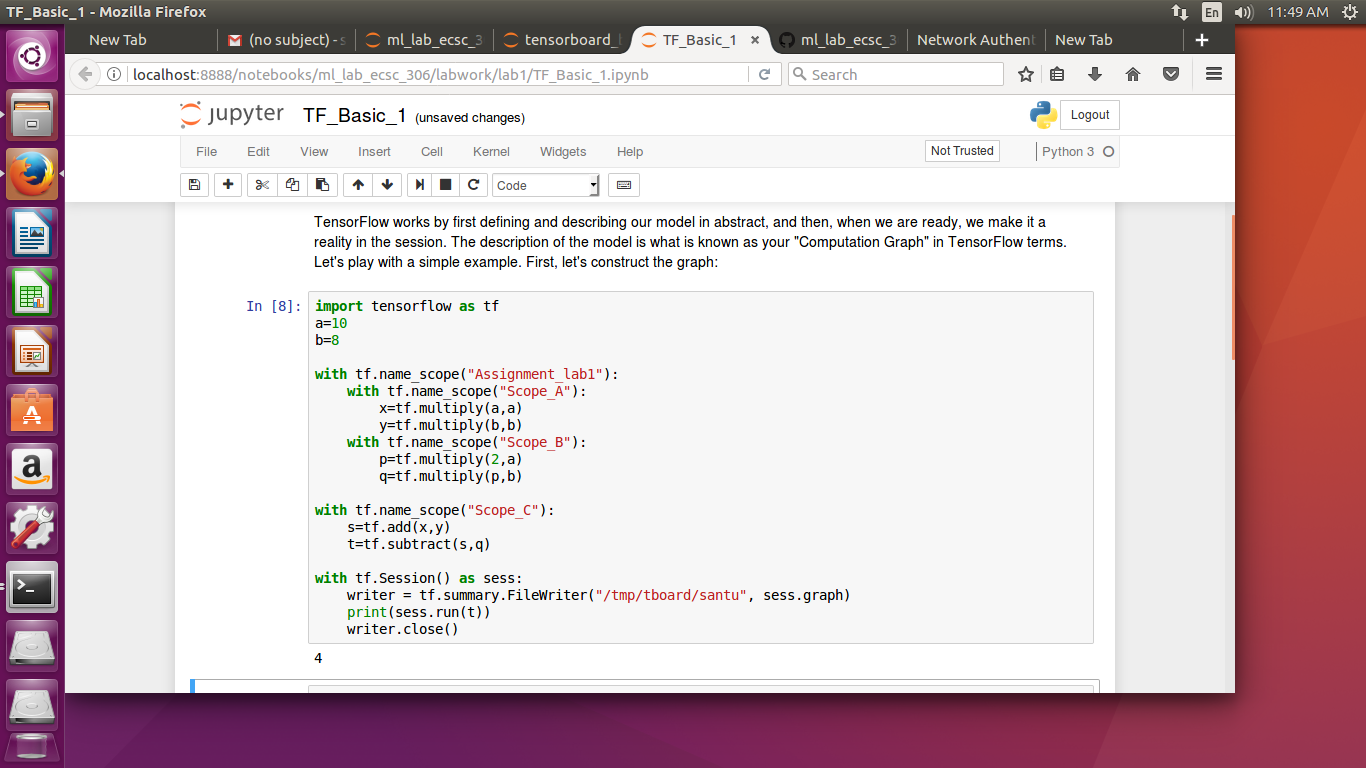 TF_Basic_1 - Mozilla Firefox
En
11:49 AM
New Tab
(no subject) - s
ml_lab_ecsc_3
tensorboard_l
TF_Basic_1
ml_lab_ecsc_3
Network Authent
New Tab
localhost:8888/notebooks/ml_lab_ecsc_306/labwork/lab1/TF_Basic_1.ipynb
Search
jupyter TF_Basic_1 (unsaved changes)
Logout
File Edit View Insert Cell Kernel Widgets Help
Not Trusted
Python 3
Code
TensorFlow works by first defining and describing our model in abstract, and then, when we are ready, we make it a
reality in the session. The description of the model is what is known as your "Computation Graph" in TensorFlow terms.
Let's play with a simple example. First, let's construct the graph:
In [8]:
import tensorflow as tf
a=10
b=8
with tf.name_scope("Assignment_lab1"):
    with tf.name_scope("Scope_A"):
        x=tf.multiply(a,a)
        y=tf.multiply(b,b)
    with tf.name_scope("Scope_B"):
        p=tf.multiply(2,a)
        q=tf.multiply(p,b)
with tf.name_scope("Scope_C"):
    s=tf.add(x,y)
    t=tf.subtract(s,q)
with tf.Session() as sess:
    writer = tf.summary.FileWriter("/tmp/tboard/santu", sess.graph)
    print(sess.run(t))
    writer.close()
4